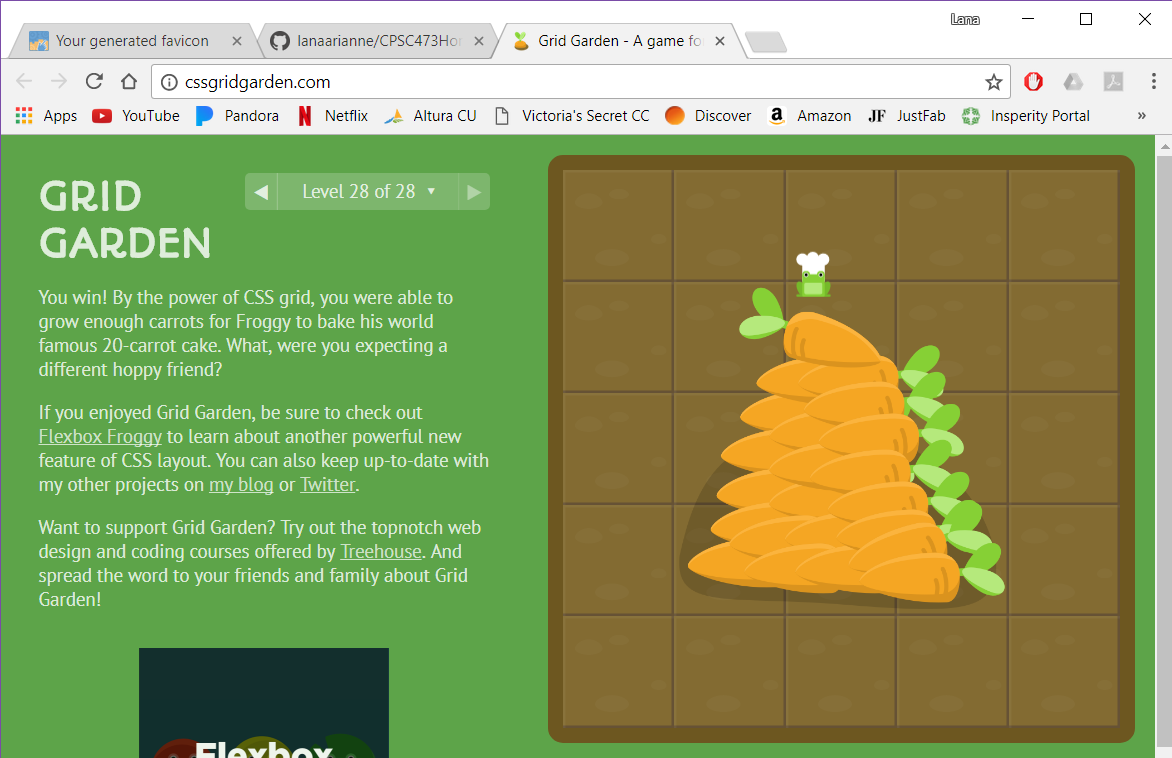 Lana
Your generated favicon
lanaarianne/CPSC473Ho
Grid Garden - A game fo
cssgridgarden.com
Apps YouTube Pandora Netflix Altura CU Victoria's Secret CC Discover Amazon JF JustFab Insperity Portal »
GRID
GARDEN
Level 28 of 28
You win! By the power of CSS grid, you were able to
grow enough carrots for Froggy to bake his world
famous 20-carrot cake. What, were you expecting a
different hoppy friend?
If you enjoyed Grid Garden, be sure to check out
Flexbox Froggy to learn about another powerful new
feature of CSS layout. You can also keep up-to-date with
my other projects on my blog or Twitter.
Want to support Grid Garden? Try out the topnotch web
design and coding courses offered by Treehouse. And
spread the word to your friends and family about Grid
Garden!
Flexbox